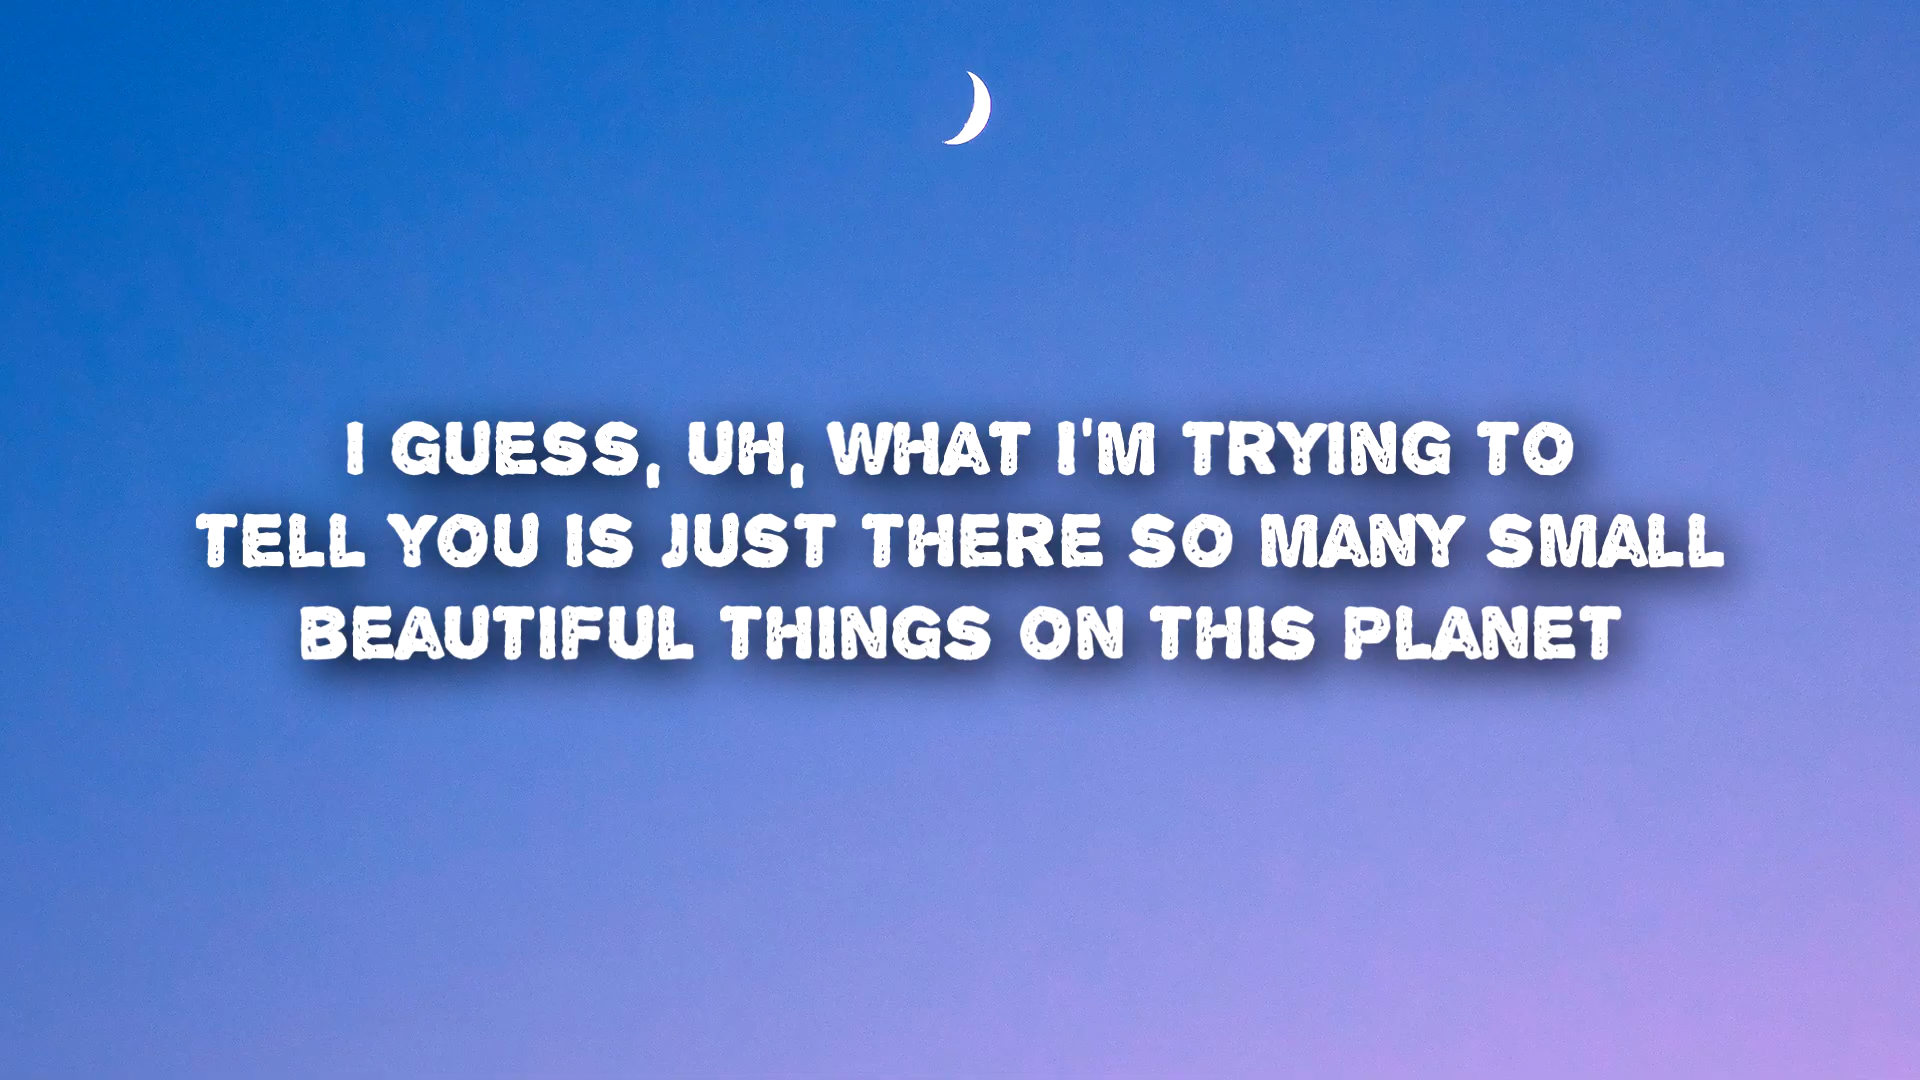 I GUESS, UH, WHAT I'M TRYING TO
TELL YOU IS JUST THERE SO MANY SMALL
BEAUTIFUL THINGS ON THIS PLANET